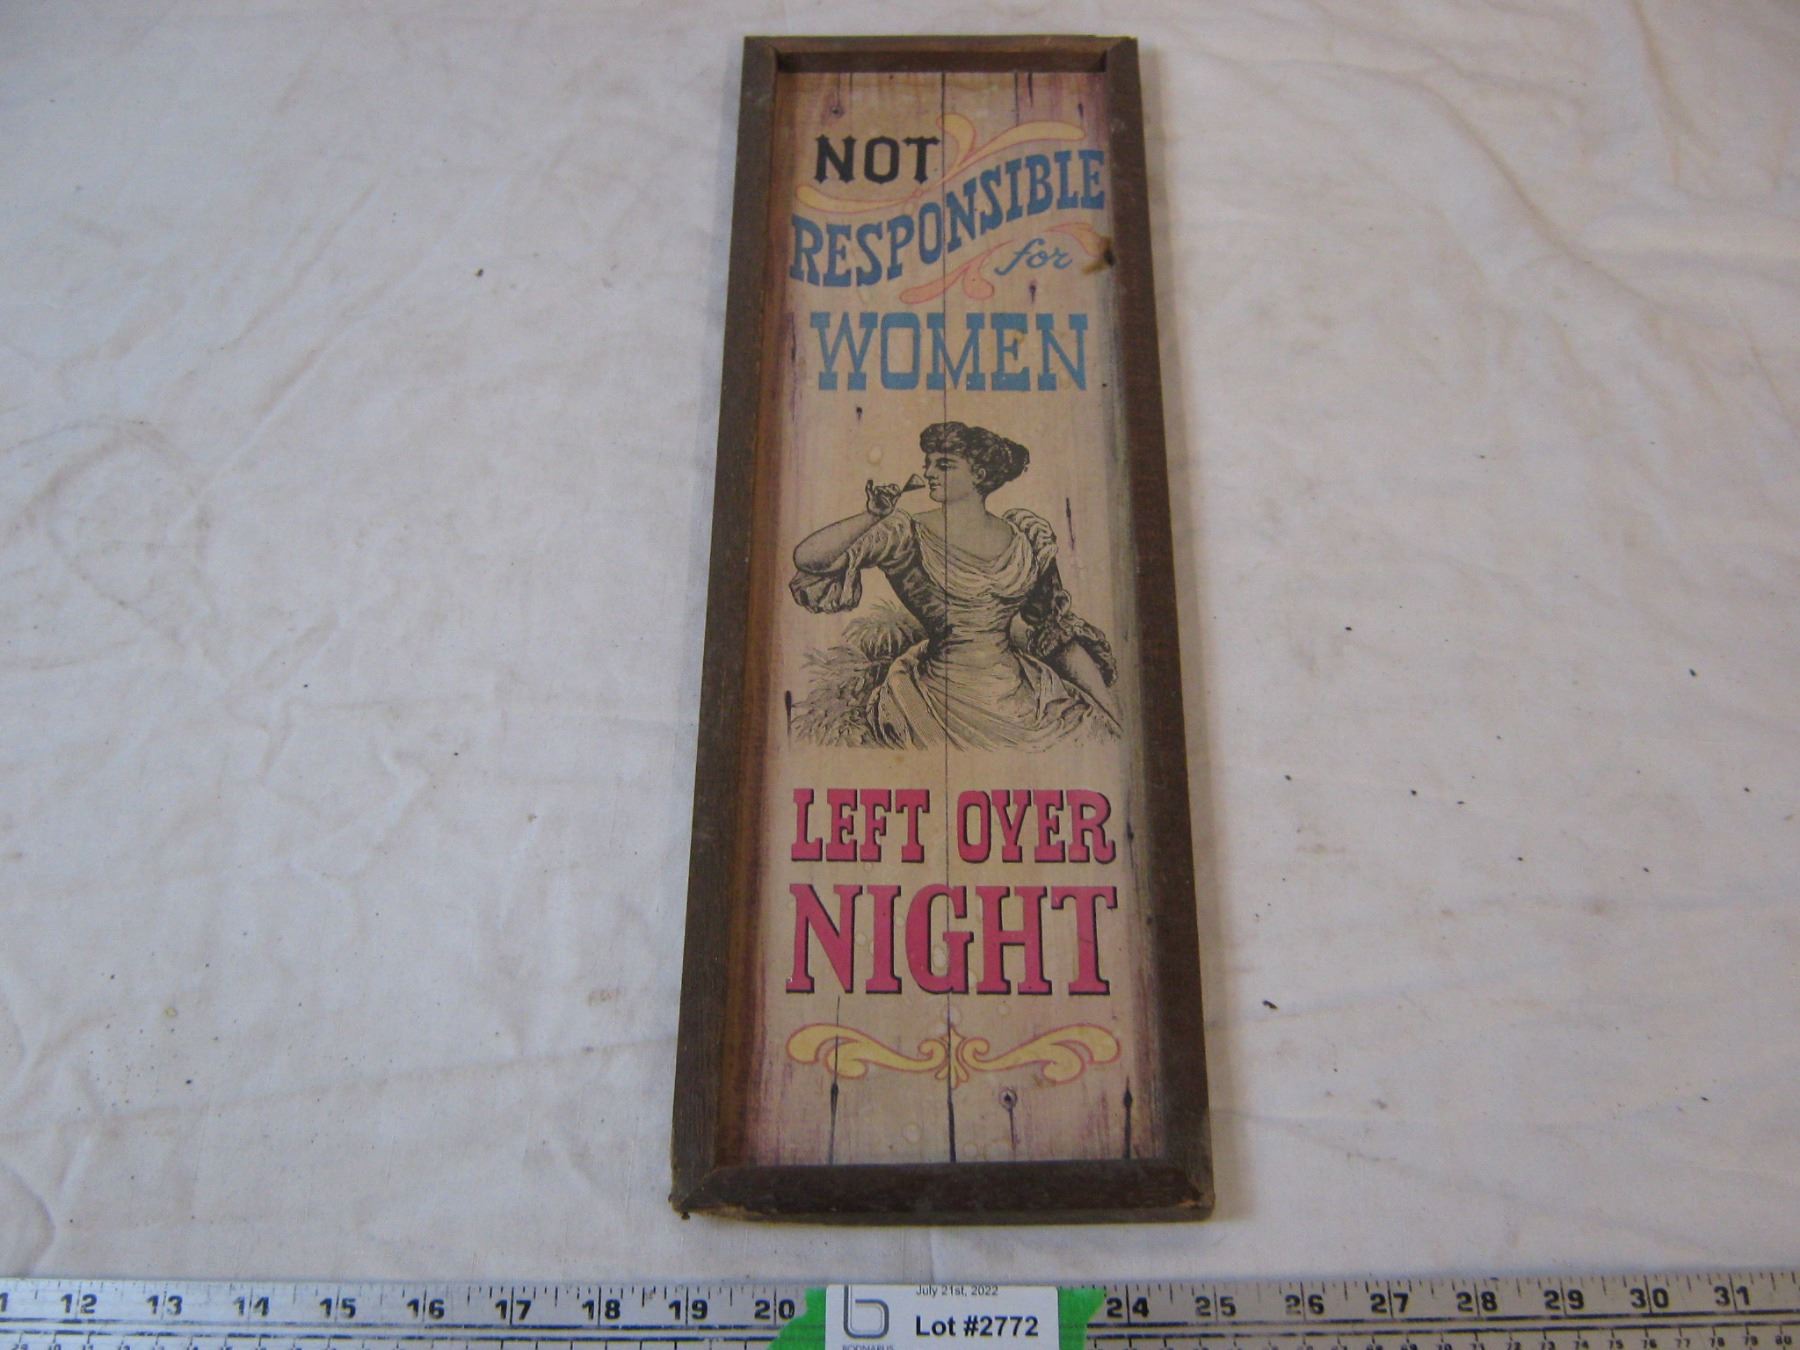 NOT
RESPONSIBLE
for
WOMEN
LEFT OVER
NIGHT
11 12 13 14 15 16 17 18 19 20 24 25 26 27 28 29 30 31
July 21st, 2022
Lot #2772